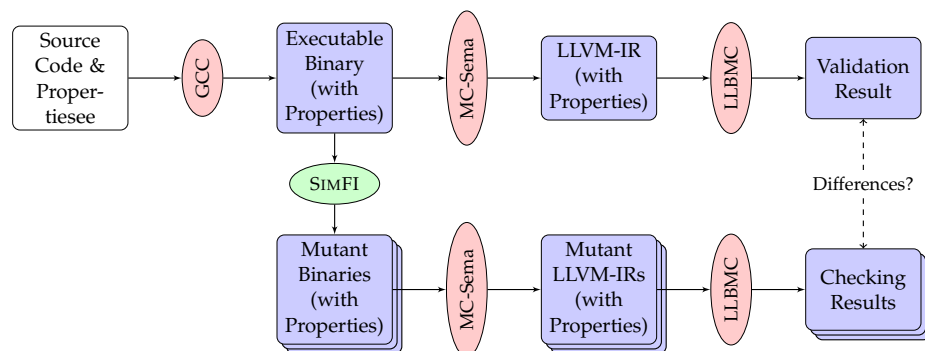 Source
Code &
Proper-
tiesee
GCC
Executable
Binary
(with
Properties)
MC-Sema
LLVM-IR
(with
Properties)
LLBMC
Validation
Result
SIMFI
Differences?
Mutant
Binaries
(with
Properties)
MC-Sema
Mutant
LLVM-IRs
(with
Properties)
LLBMC
Checking
Results